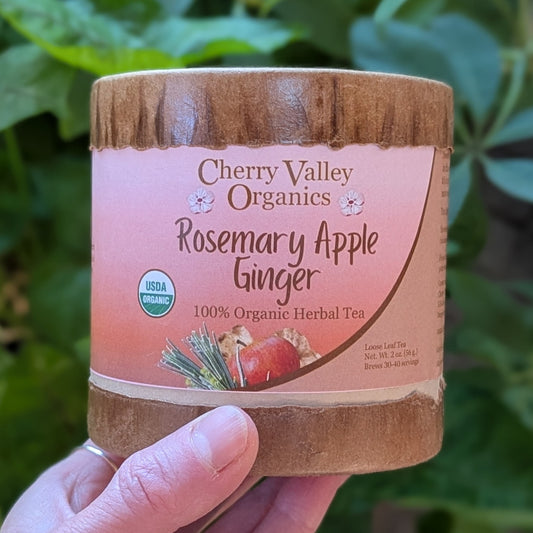 Cherry Valley
Organics
Rosemary Apple
Ginger
USDA
ORGANIC
100% Organic Herbal Tea
Loose Leaf Tea
Net. Wt. 2 oz. (56 g.)
Brews 30-40 servings